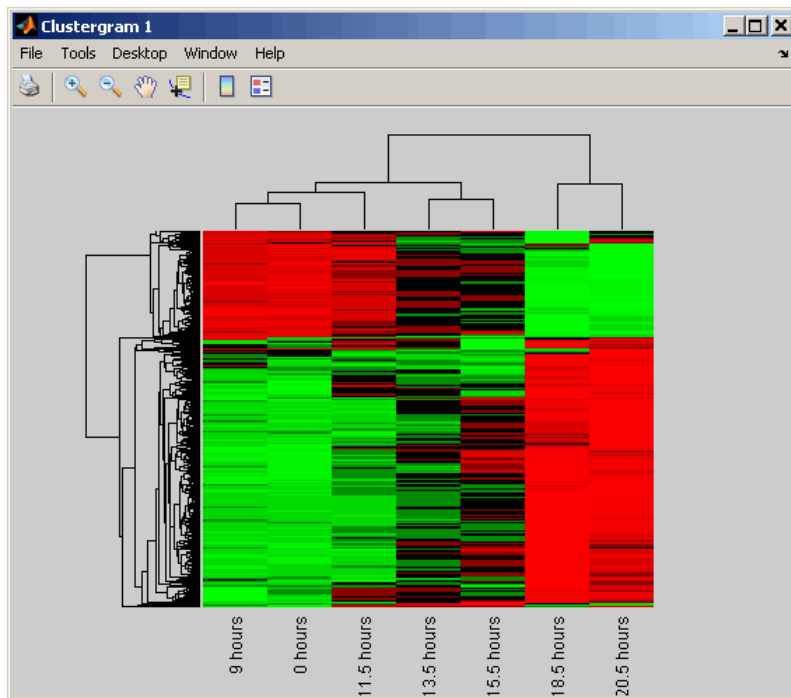 Clustergram 1
File Tools Desktop Window Help
9 hours
0 hours
11.5 hours
13.5 hours
15.5 hours
18.5 hours
20.5 hours